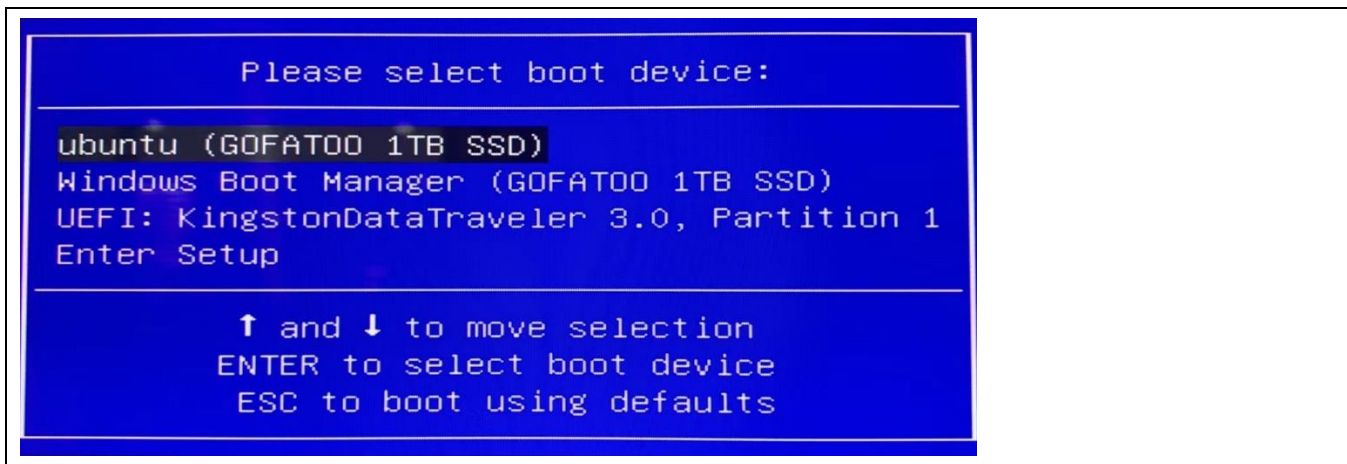 Please select boot device:
ubuntu (GOFATOO 1TB SSD)
Windows Boot Manager (GOFATOO 1TB SSD)
UEFI: KingstonDataTraveler 3.0, Partition 1
Enter Setup
↑ and ↓ to move selection
ENTER to select boot device
ESC to boot using defaults